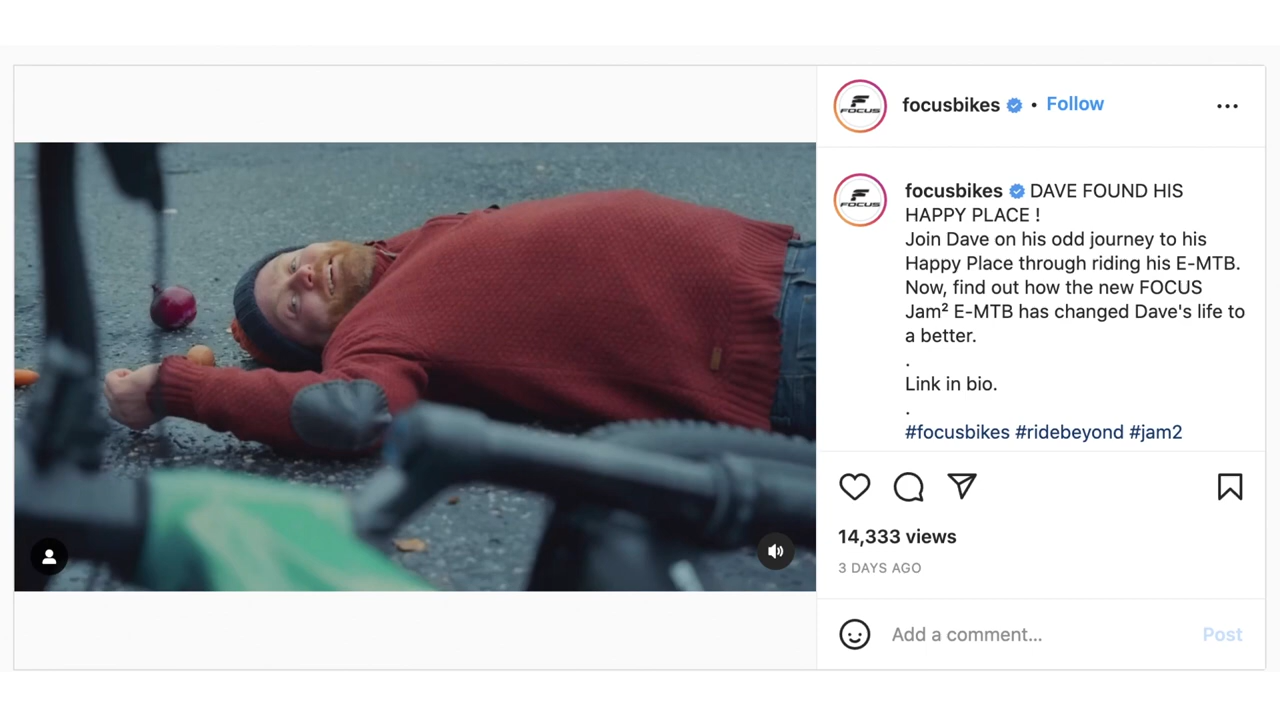 FOCUS
focusbikes • Follow
FOCUS
focusbikes DAVE FOUND HIS
HAPPY PLACE !
Join Dave on his odd journey to his
Happy Place through riding his E-MTB.
Now, find out how the new FOCUS
Jam² E-MTB has changed Dave's life to
a better.
.
Link in bio.
.
#focusbikes #ridebeyond #jam2
14,333 views
3 DAYS AGO
Add a comment... Post